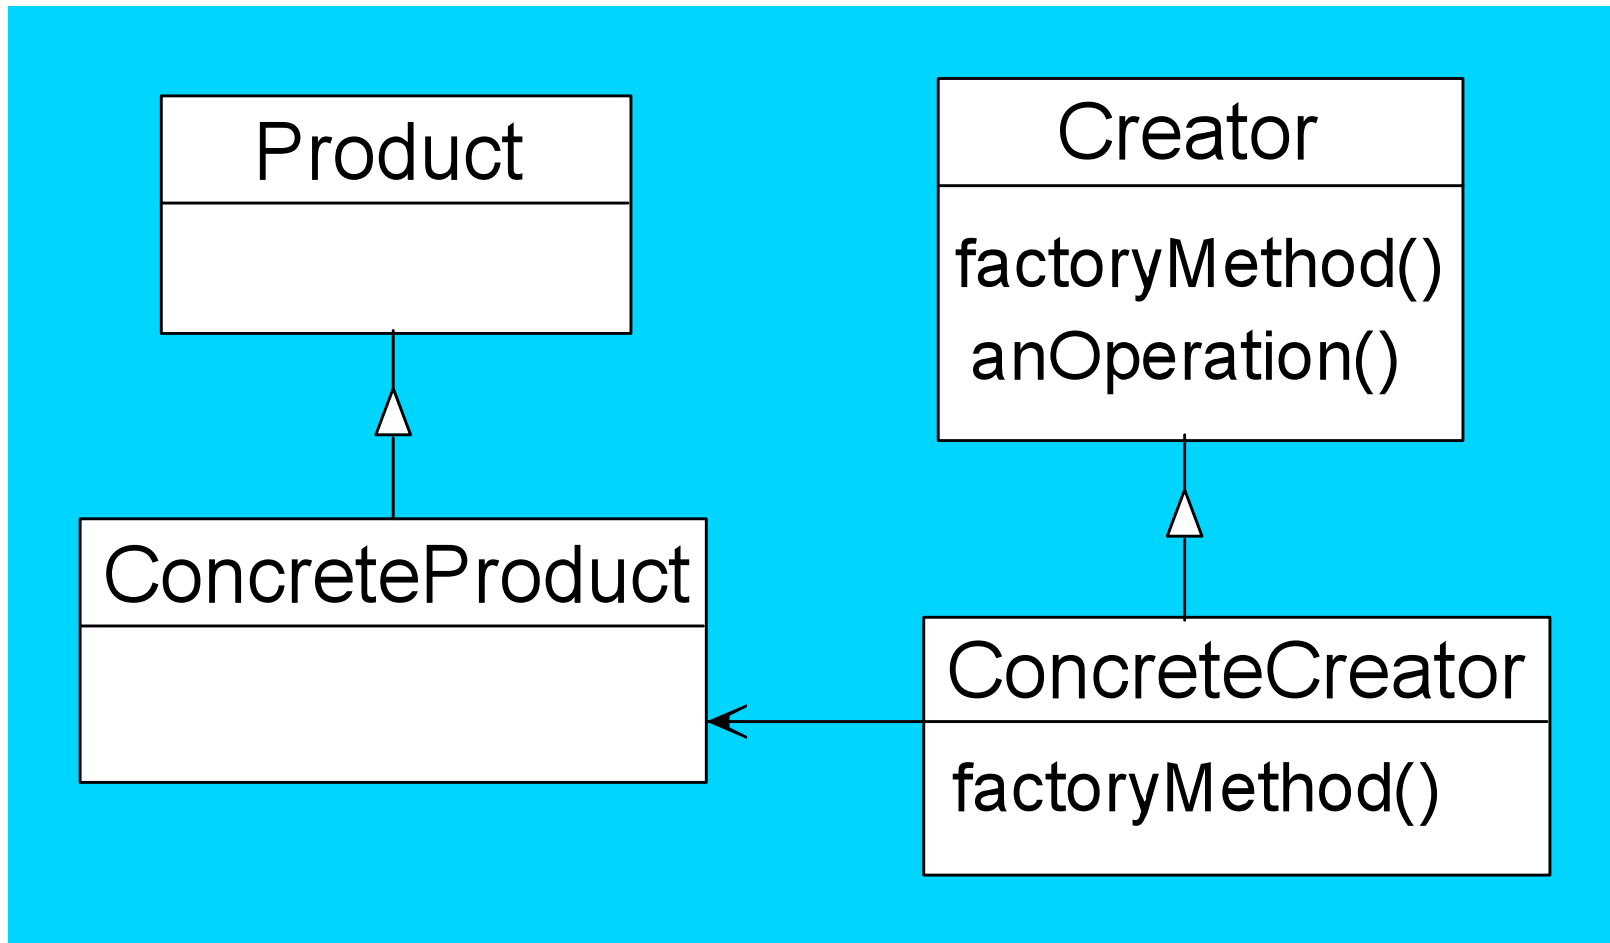 Product
ConcreteProduct
Creator
factoryMethod()
anOperation()
ConcreteCreator
factoryMethod()